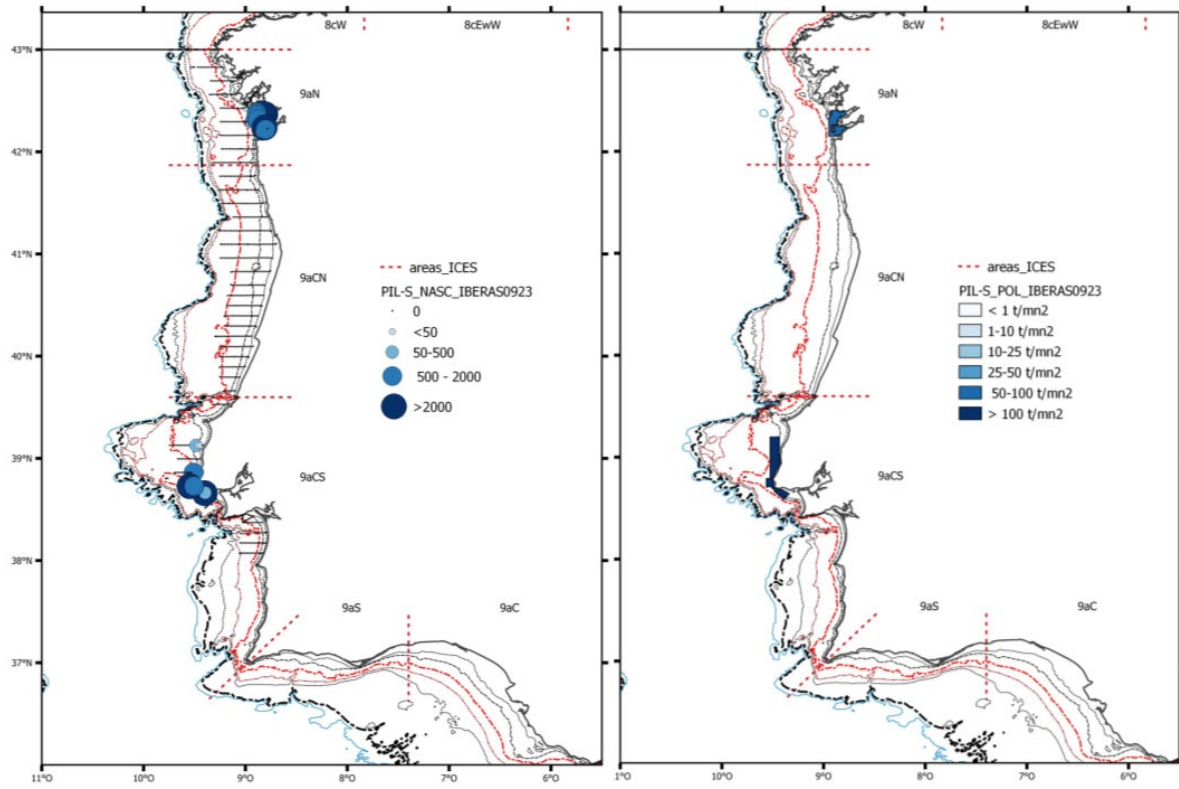 8cW 8cEwW
43°N
9aN
42°N
41°N
9aCN
areas_ICES
PIL-S_NASC_IBERAS0923
0
<50
50-500
500 - 2000
>2000
40°N
39°N
9aCS
38°N
9aS 9aC
37°N
11°O 10°O 9°O 8°O 7°O 6°O
8cW 8cEwW
9aN
9aCN
areas_ICES
PIL-S_POL_IBERAS0923
< 1 t/mn2
1-10 t/mn2
10-25 t/mn2
25-50 t/mn2
50-100 t/mn2
> 100 t/mn2
9aCS
9aS 9aC
1°O 10°O 9°O 8°O 7°O 6°O